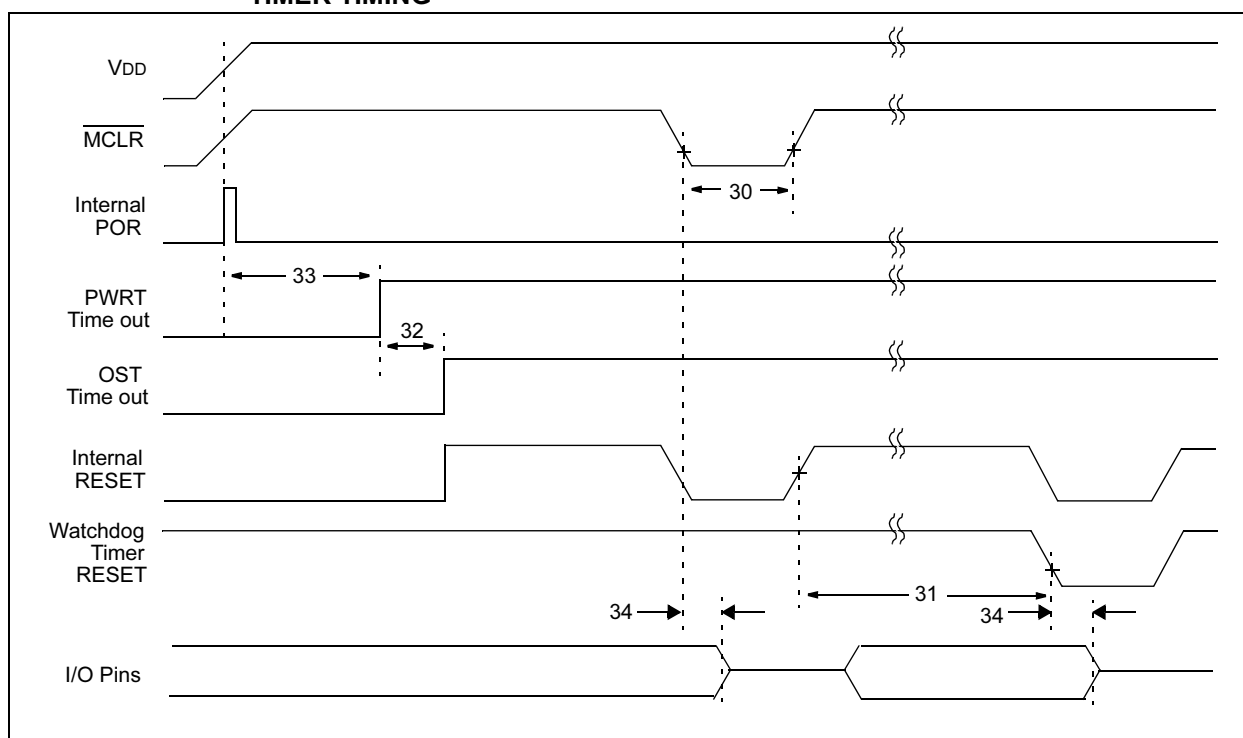 TIMER TIMING
VDD
MCLR
30
Internal
POR
33
PWRT
Time out
32
OST
Time out
Internal
RESET
Watchdog
Timer
RESET
31
34
34
I/O Pins